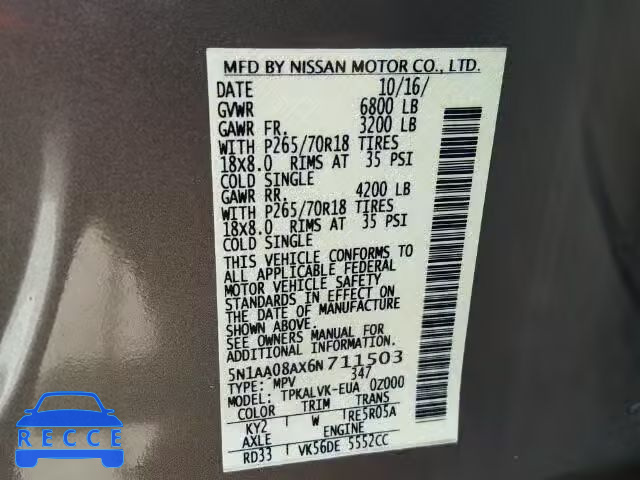 MFD BY NISSAN MOTOR CO., LTD.
DATE 10/16/
GVWR 6800 LB
GAWR FR. 3200 LB
WITH P265/70R18 TIRES
18X8.0 RIMS AT 35 PSI
COLD SINGLE
GAWR RR. 4200 LB
WITH P265/70R18 TIRES
18X8.0 RIMS AT 35 PSI
COLD SINGLE
THIS VEHICLE CONFORMS TO
ALL APPLICABLE FEDERAL
MOTOR VEHICLE SAFETY
STANDARDS IN EFFECT ON
THE DATE OF MANUFACTURE
SHOWN ABOVE.
SEE OWNERS MANUAL FOR
ADDITIONAL INFORMATION.
5N1AA08AX6N711503
TYPE: MPV 347
MODEL: TPKALVK-EUA 0Z000
COLOR TRIM TRANS
KY2 W RE5R05A
AXLE ENGINE
RD33 VK56DE 5552CC
BIDECODER